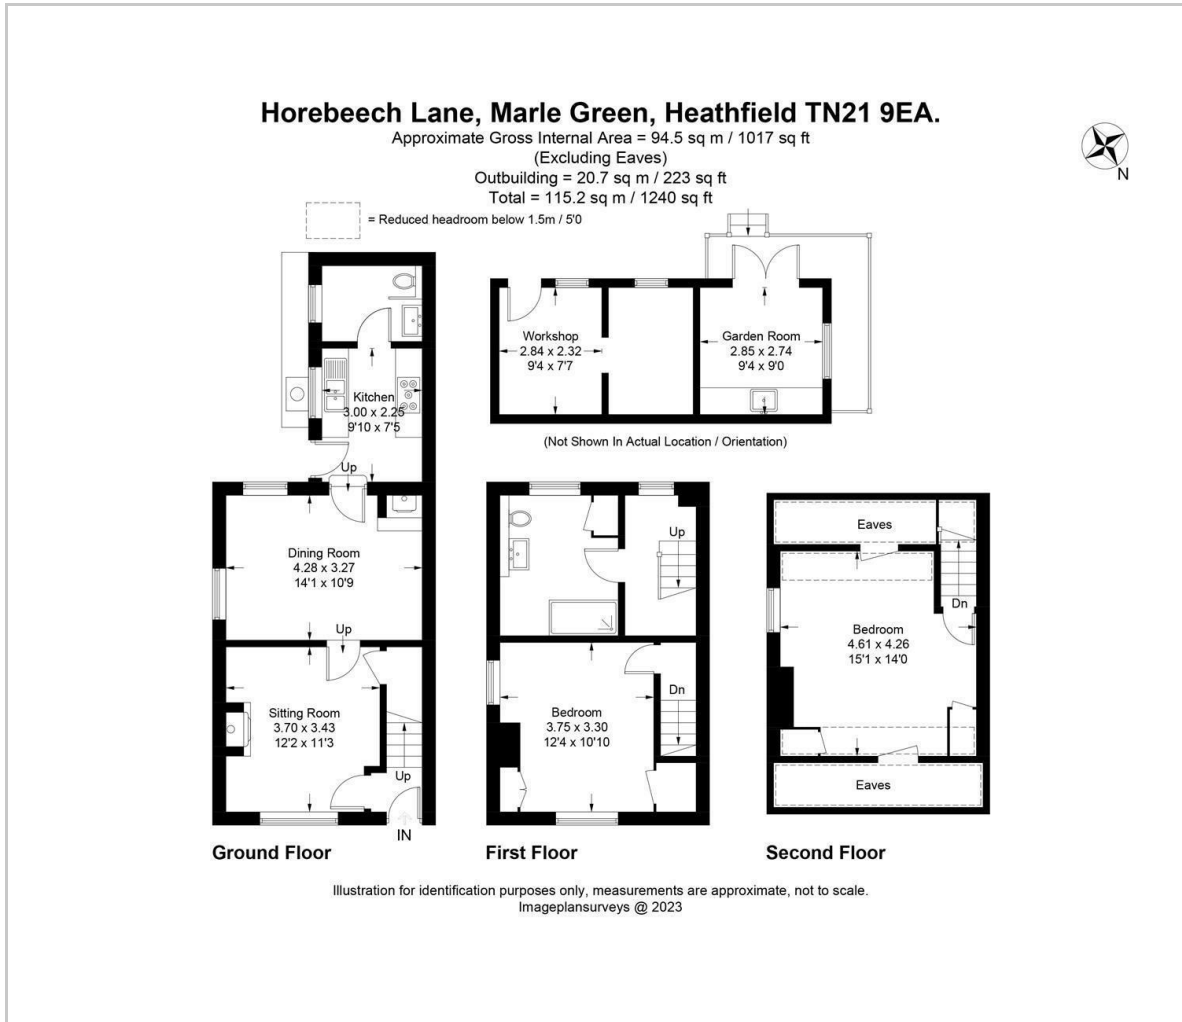 Horebeech Lane, Marle Green, Heathfield TN21 9EA.
Approximate Gross Internal Area = 94.5 sq m / 1017 sq ft
(Excluding Eaves)
Outbuilding = 20.7 sq m / 223 sq ft
Total = 115.2 sq m / 1240 sq ft
= Reduced headroom below 1.5m / 5'0
N
Workshop
2.84 x 2.32
9'4 x 7'7
Garden Room
2.85 x 2.74
9'4 x 9'0
(Not Shown In Actual Location / Orientation)
Kitchen
3.00 x 2.25
9'10 x 7'5
Up
Dining Room
4.28 x 3.27
14'1 x 10'9
Up
Sitting Room
3.70 x 3.43
12'2 x 11'3
Up
IN
Ground Floor
Up
Bedroom
3.75 x 3.30
12'4 x 10'10
Dn
First Floor
Eaves
Dn
Bedroom
4.61 x 4.26
15'1 x 14'0
Eaves
Second Floor
Illustration for identification purposes only, measurements are approximate, not to scale.
Imageplansurveys @ 2023